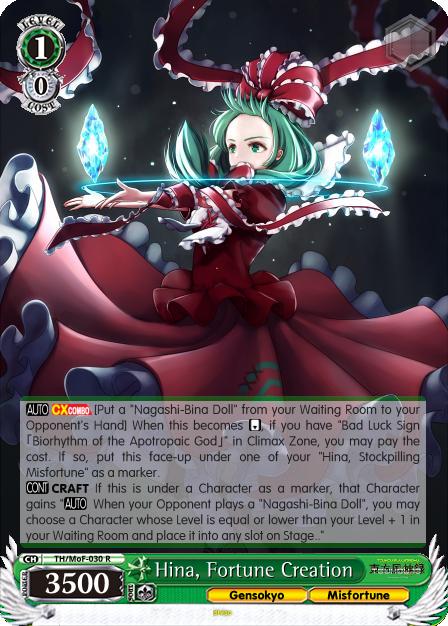 LEVEL
1
0
COST
AUTO CXCOMBO [Put a "Nagashi-Bina Doll" from your Waiting Room to your
Opponent's Hand] When this becomes [.], if you have "Bad Luck Sign
「Biorhythm of the Apotropaic God」" in Climax Zone, you may pay the
cost. If so, put this face-up under one of your "Hina, Stockpilling
Misfortune" as a marker.
CONT CRAFT If this is under a Character as a marker, that Character
gains "AUTO When your Opponent plays a "Nagashi-Bina Doll", you may
choose a Character whose Level is equal or lower than your Level + 1 in
your Waiting Room and place it into any slot on Stage.."
CH TH/MoF-030 R
POWER 3500 SOUL Hina, Fortune Creation
Gensokyo Misfortune